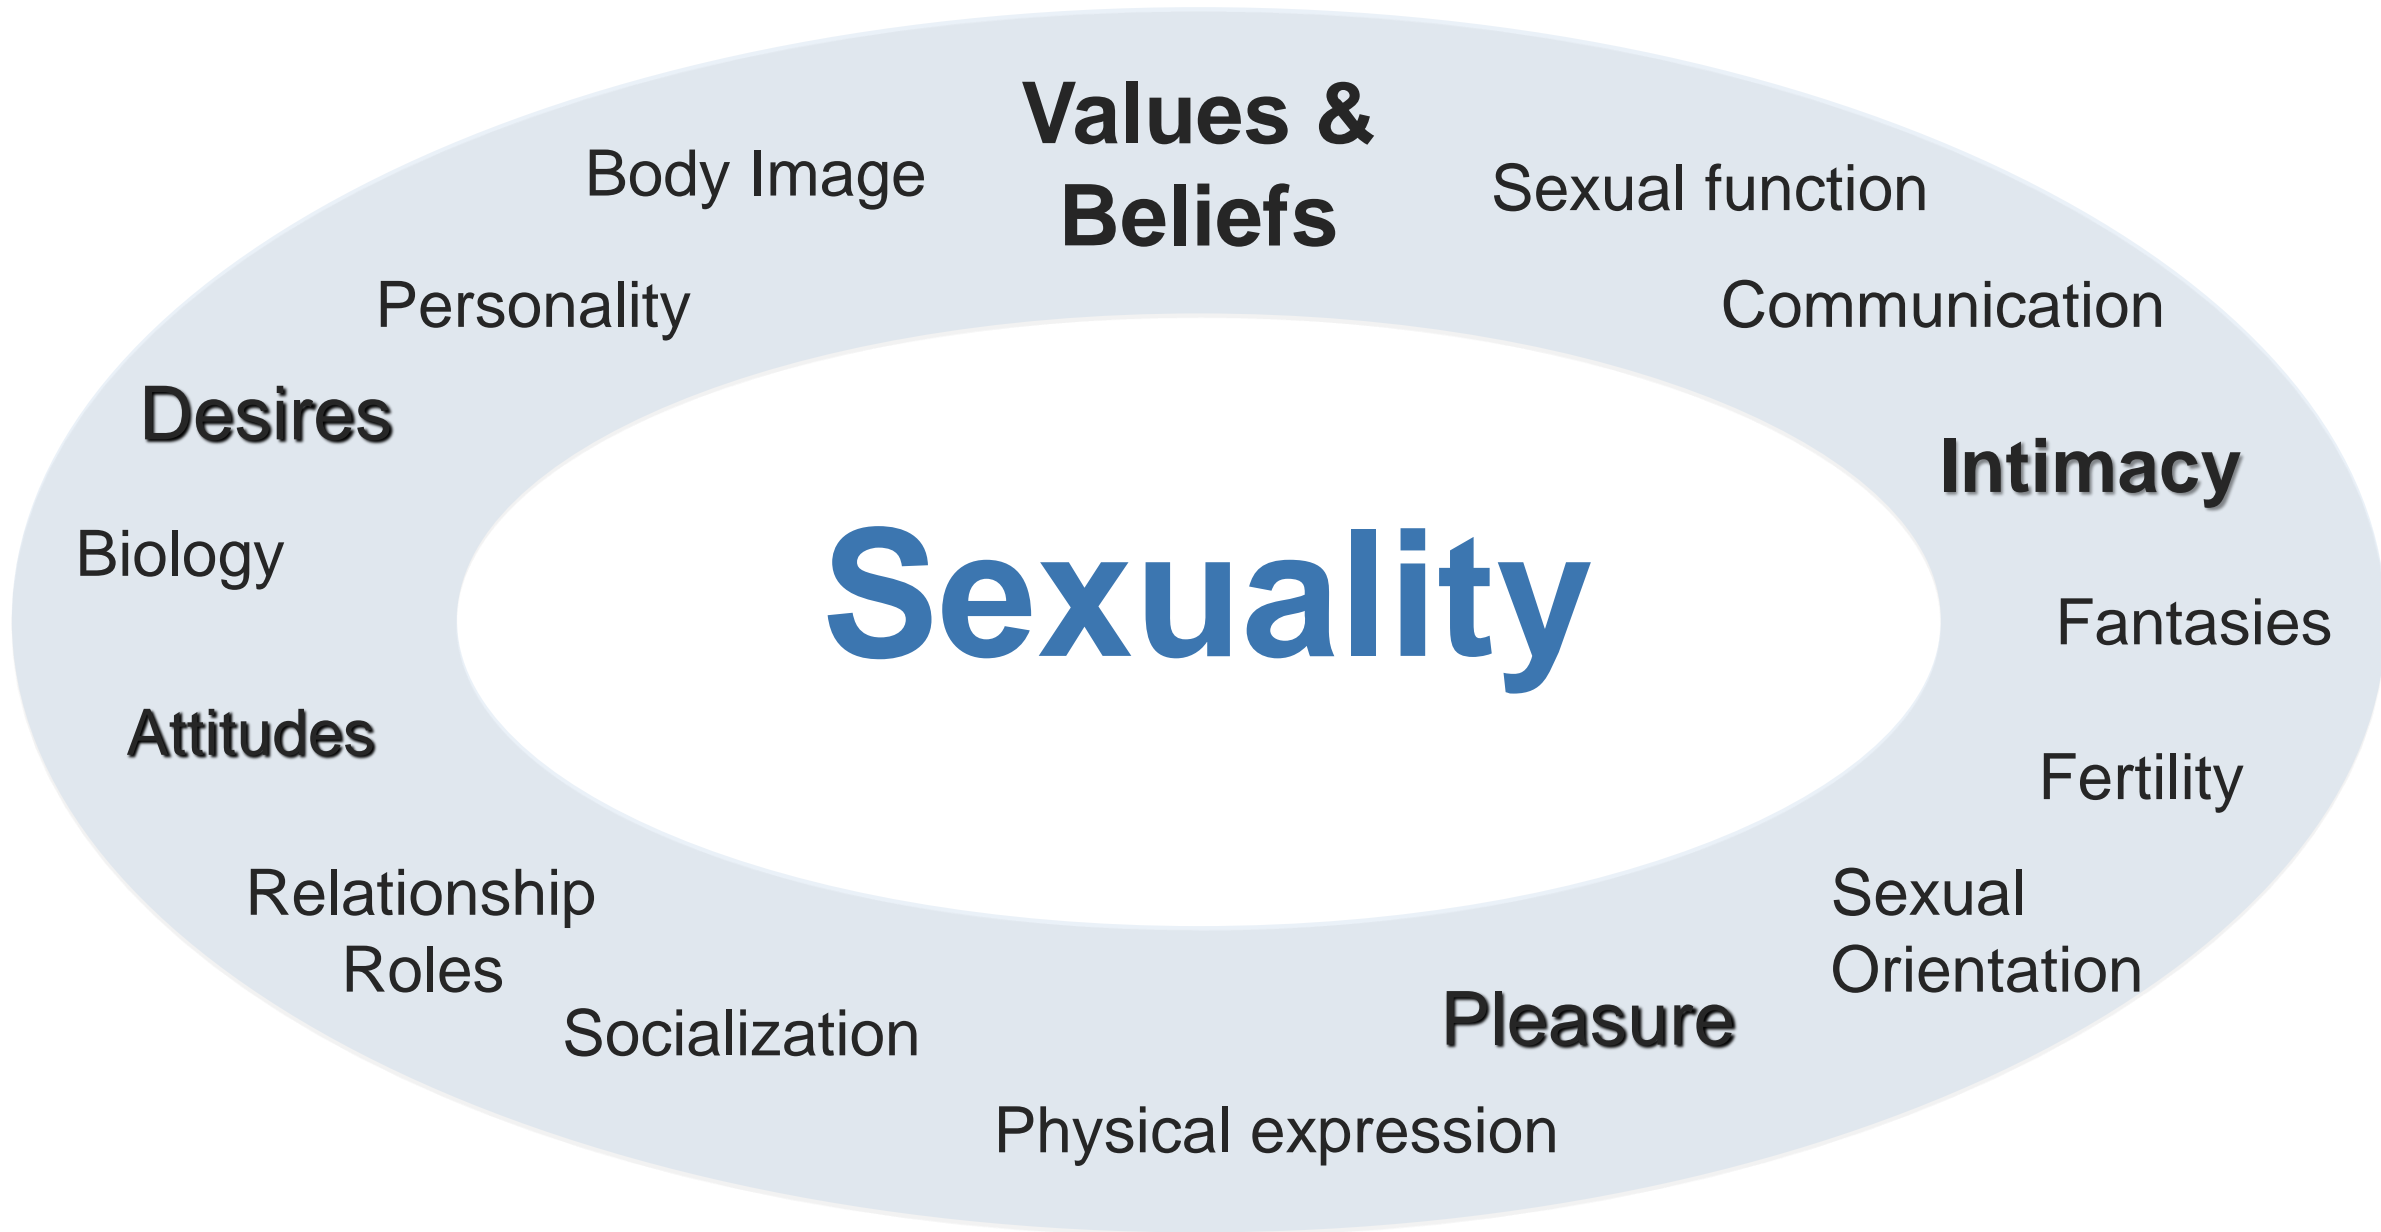 Values &
Beliefs
Body Image
Sexual function
Personality
Communication
Desires
Intimacy
Sexuality
Biology
Fantasies
Attitudes
Fertility
Relationship
Roles
Sexual
Orientation
Socialization
Pleasure
Physical expression